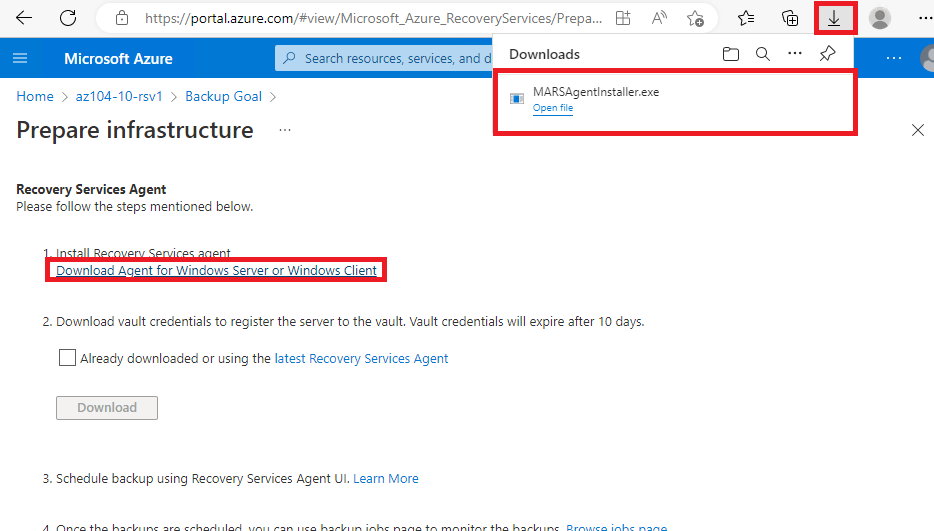 https://portal.azure.com/#view/Microsoft_Azure_RecoveryServices/Prepa...
Downloads
MARSAgentInstaller.exe
Open file
Microsoft Azure
Search resources, services, and d
Home > az104-10-rsv1 > Backup Goal >
Prepare infrastructure ...
Recovery Services Agent
Please follow the steps mentioned below.
1. Install Recovery Services agent
Download Agent for Windows Server or Windows Client
2. Download vault credentials to register the server to the vault. Vault credentials will expire after 10 days.
Already downloaded or using the latest Recovery Services Agent
Download
3. Schedule backup using Recovery Services Agent UI. Learn More
4. Once the backups are scheduled, you can use backup jobs page to monitor the backups. Browse jobs page